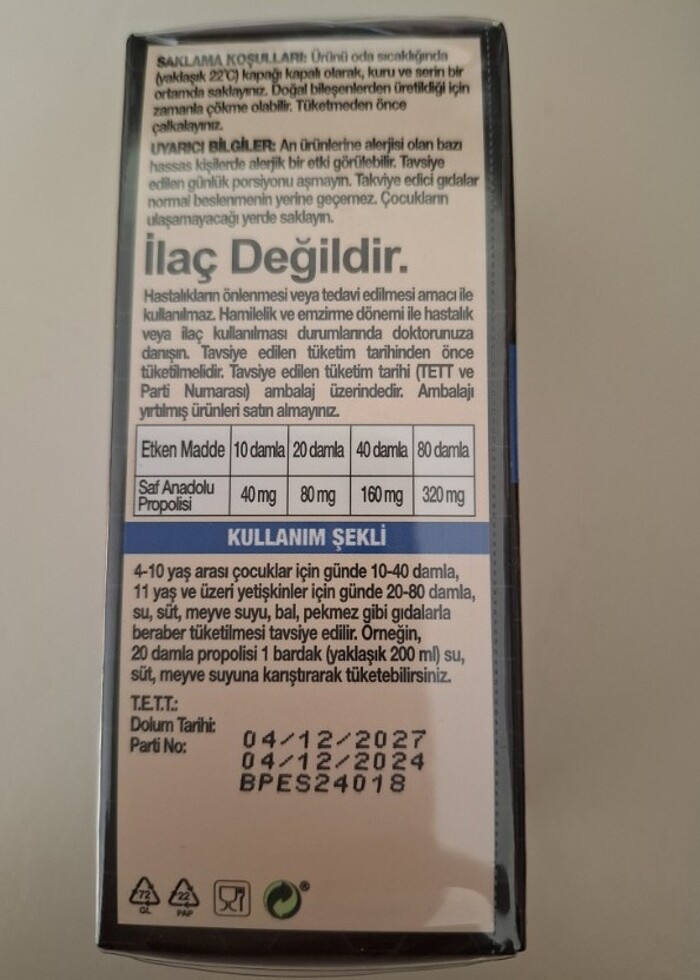 SAKLAMA KOŞULLARI: Ürünü oda sıcaklığında
(yaklaşık 22°C) kapağı kapalı olarak, kuru ve serin bir
ortamda saklayınız. Doğal bileşenlerden üretildiği için
zamanla çökme olabilir. Tüketmeden önce
çalkalayınız.
UYARICI BİLGİLER: Arı ürünlerine alerjisi olan bazı
hassas kişilerde alerjik bir etki görülebilir. Tavsiye
edilen günlük porsiyonu aşmayın. Takviye edici gıdalar
normal beslenmenin yerine geçemez. Çocukların
ulaşamayacağı yerde saklayın.
İlaç Değildir.
Hastalıkların önlenmesi veya tedavi edilmesi amacı ile
kullanılmaz. Hamilelik ve emzirme dönemi ile hastalık
veya ilaç kullanılması durumlarında doktorunuza
danışın. Tavsiye edilen tüketim tarihinden önce
tüketilmelidir. Tavsiye edilen tüketim tarihi (TETT ve
Parti Numarası) ambalaj üzerindedir. Ambalajı
yırtılmış ürünleri satın almayınız.
Etken Madde 10 damla 20 damla 40 damla 80 damla
Saf Anadolu
Propolisi 40 mg 80 mg 160 mg 320 mg
KULLANIM ŞEKLİ
4-10 yaş arası çocuklar için günde 10-40 damla,
11 yaş ve üzeri yetişkinler için günde 20-80 damla,
su, süt, meyve suyu, bal, pekmez gibi gıdalarla
beraber tüketilmesi tavsiye edilir. Örneğin,
20 damla propolisi 1 bardak (yaklaşık 200 ml) su,
süt, meyve suyuna karıştırarak tüketebilirsiniz.
T.E.T.T.:
Dolum Tarihi:
Parti No:
04/12/2027
04/12/2024
BPES24018
72 22
GL PAP ®